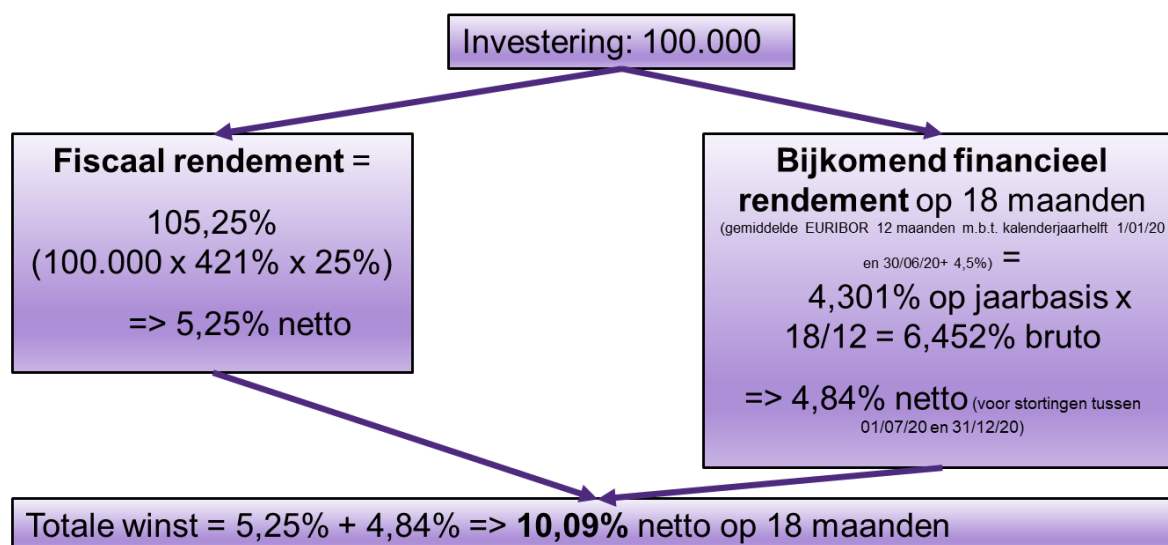 Investering: 100.000
Fiscaal rendement =
105,25%
(100.000 x 421% x 25%)
=> 5,25% netto
Bijkomend financieel
rendement op 18 maanden
(gemiddelde EURIBOR 12 maanden m.b.t. kalenderjaarhelft 1/01/20
en 30/06/20+ 4,5%) =
4,301% op jaarbasis x
18/12 = 6,452% bruto
=> 4,84% netto (voor stortingen tussen
01/07/20 en 31/12/20)
Totale winst = 5,25% + 4,84% => 10,09% netto op 18 maanden